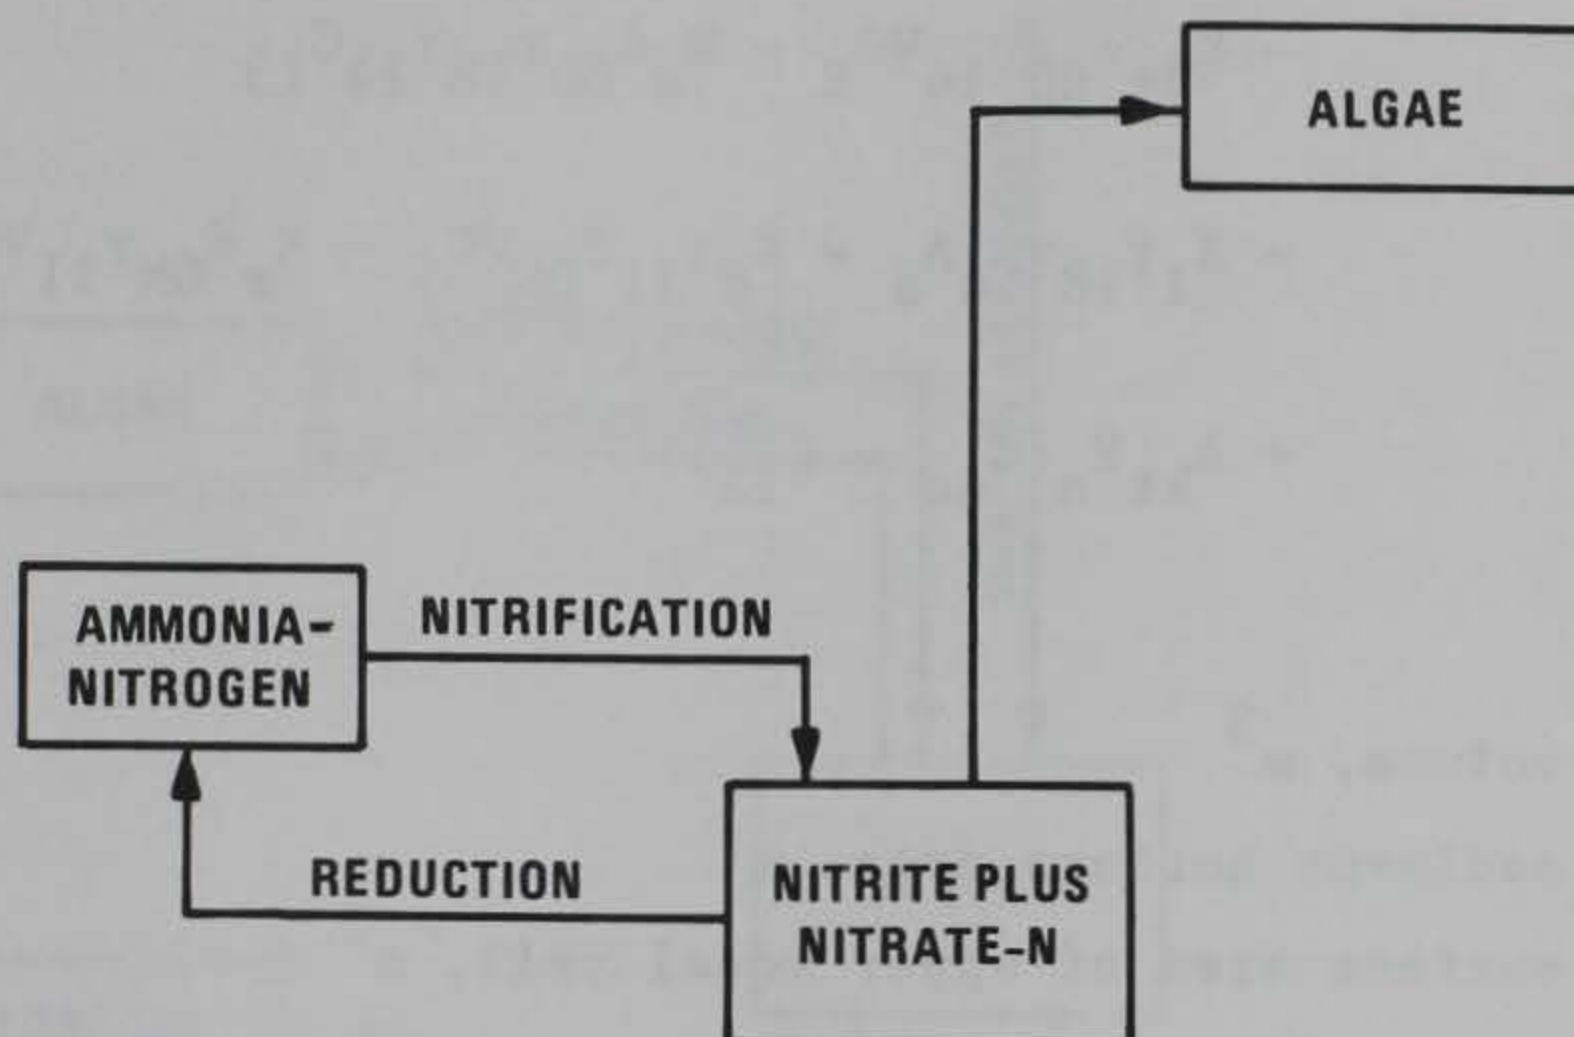 ALGAE
AMMONIA-
NITROGEN
NITRIFICATION
REDUCTION
NITRITE PLUS
NITRATE-N